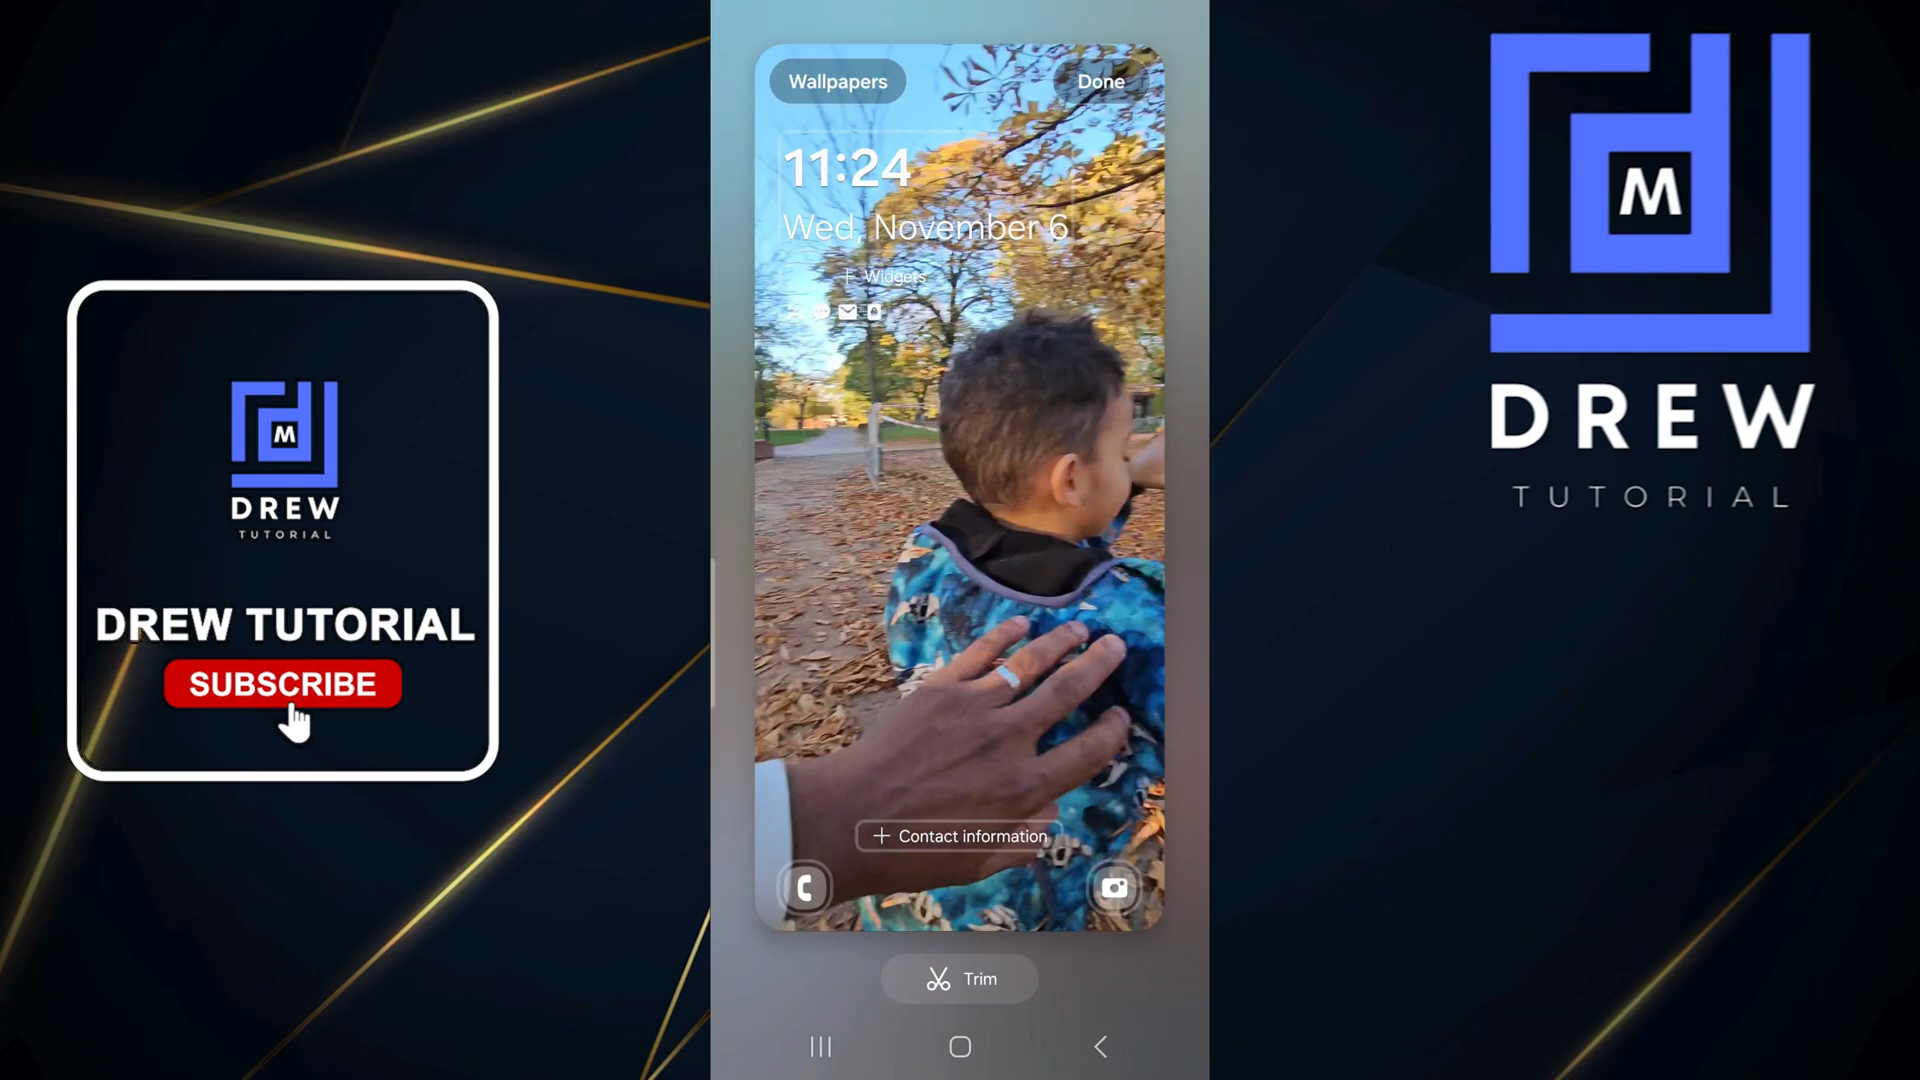 M
DREW
TUTORIAL
DREW TUTORIAL
SUBSCRIBE
Wallpapers
Done
11:24
Wed, November 6
+ Widgets
+ Contact information
Trim
M
DREW
TUTORIAL